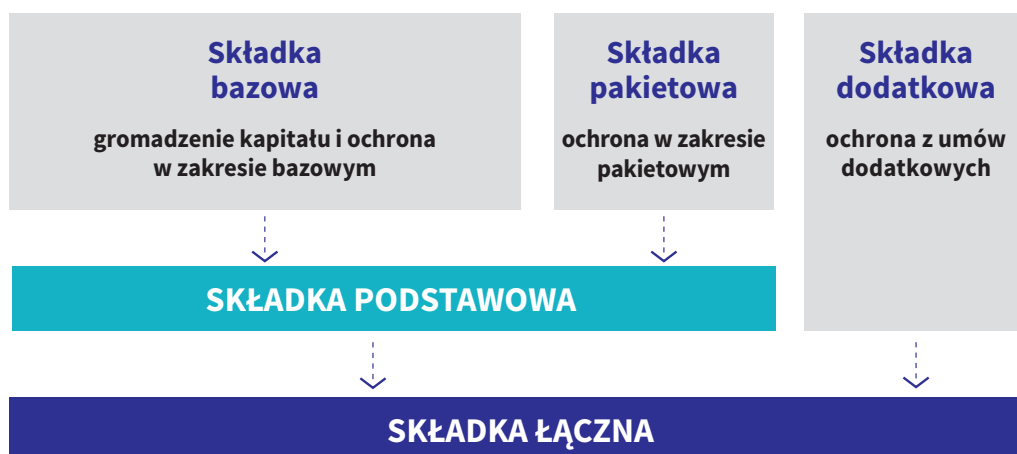 Składka
bazowa
gromadzenie kapitału i ochrona
w zakresie bazowym
Składka
pakietowa
ochrona w zakresie
pakietowym
Składka
dodatkowa
ochrona z umów
dodatkowych
SKŁADKA PODSTAWOWA
SKŁADKA ŁĄCZNA